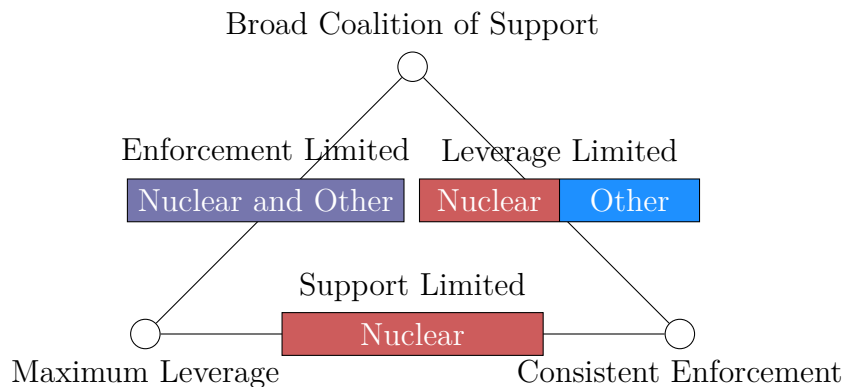 Broad Coalition of Support
Enforcement Limited
Leverage Limited
Nuclear and Other
Nuclear
Other
Support Limited
Nuclear
Maximum Leverage
Consistent Enforcement